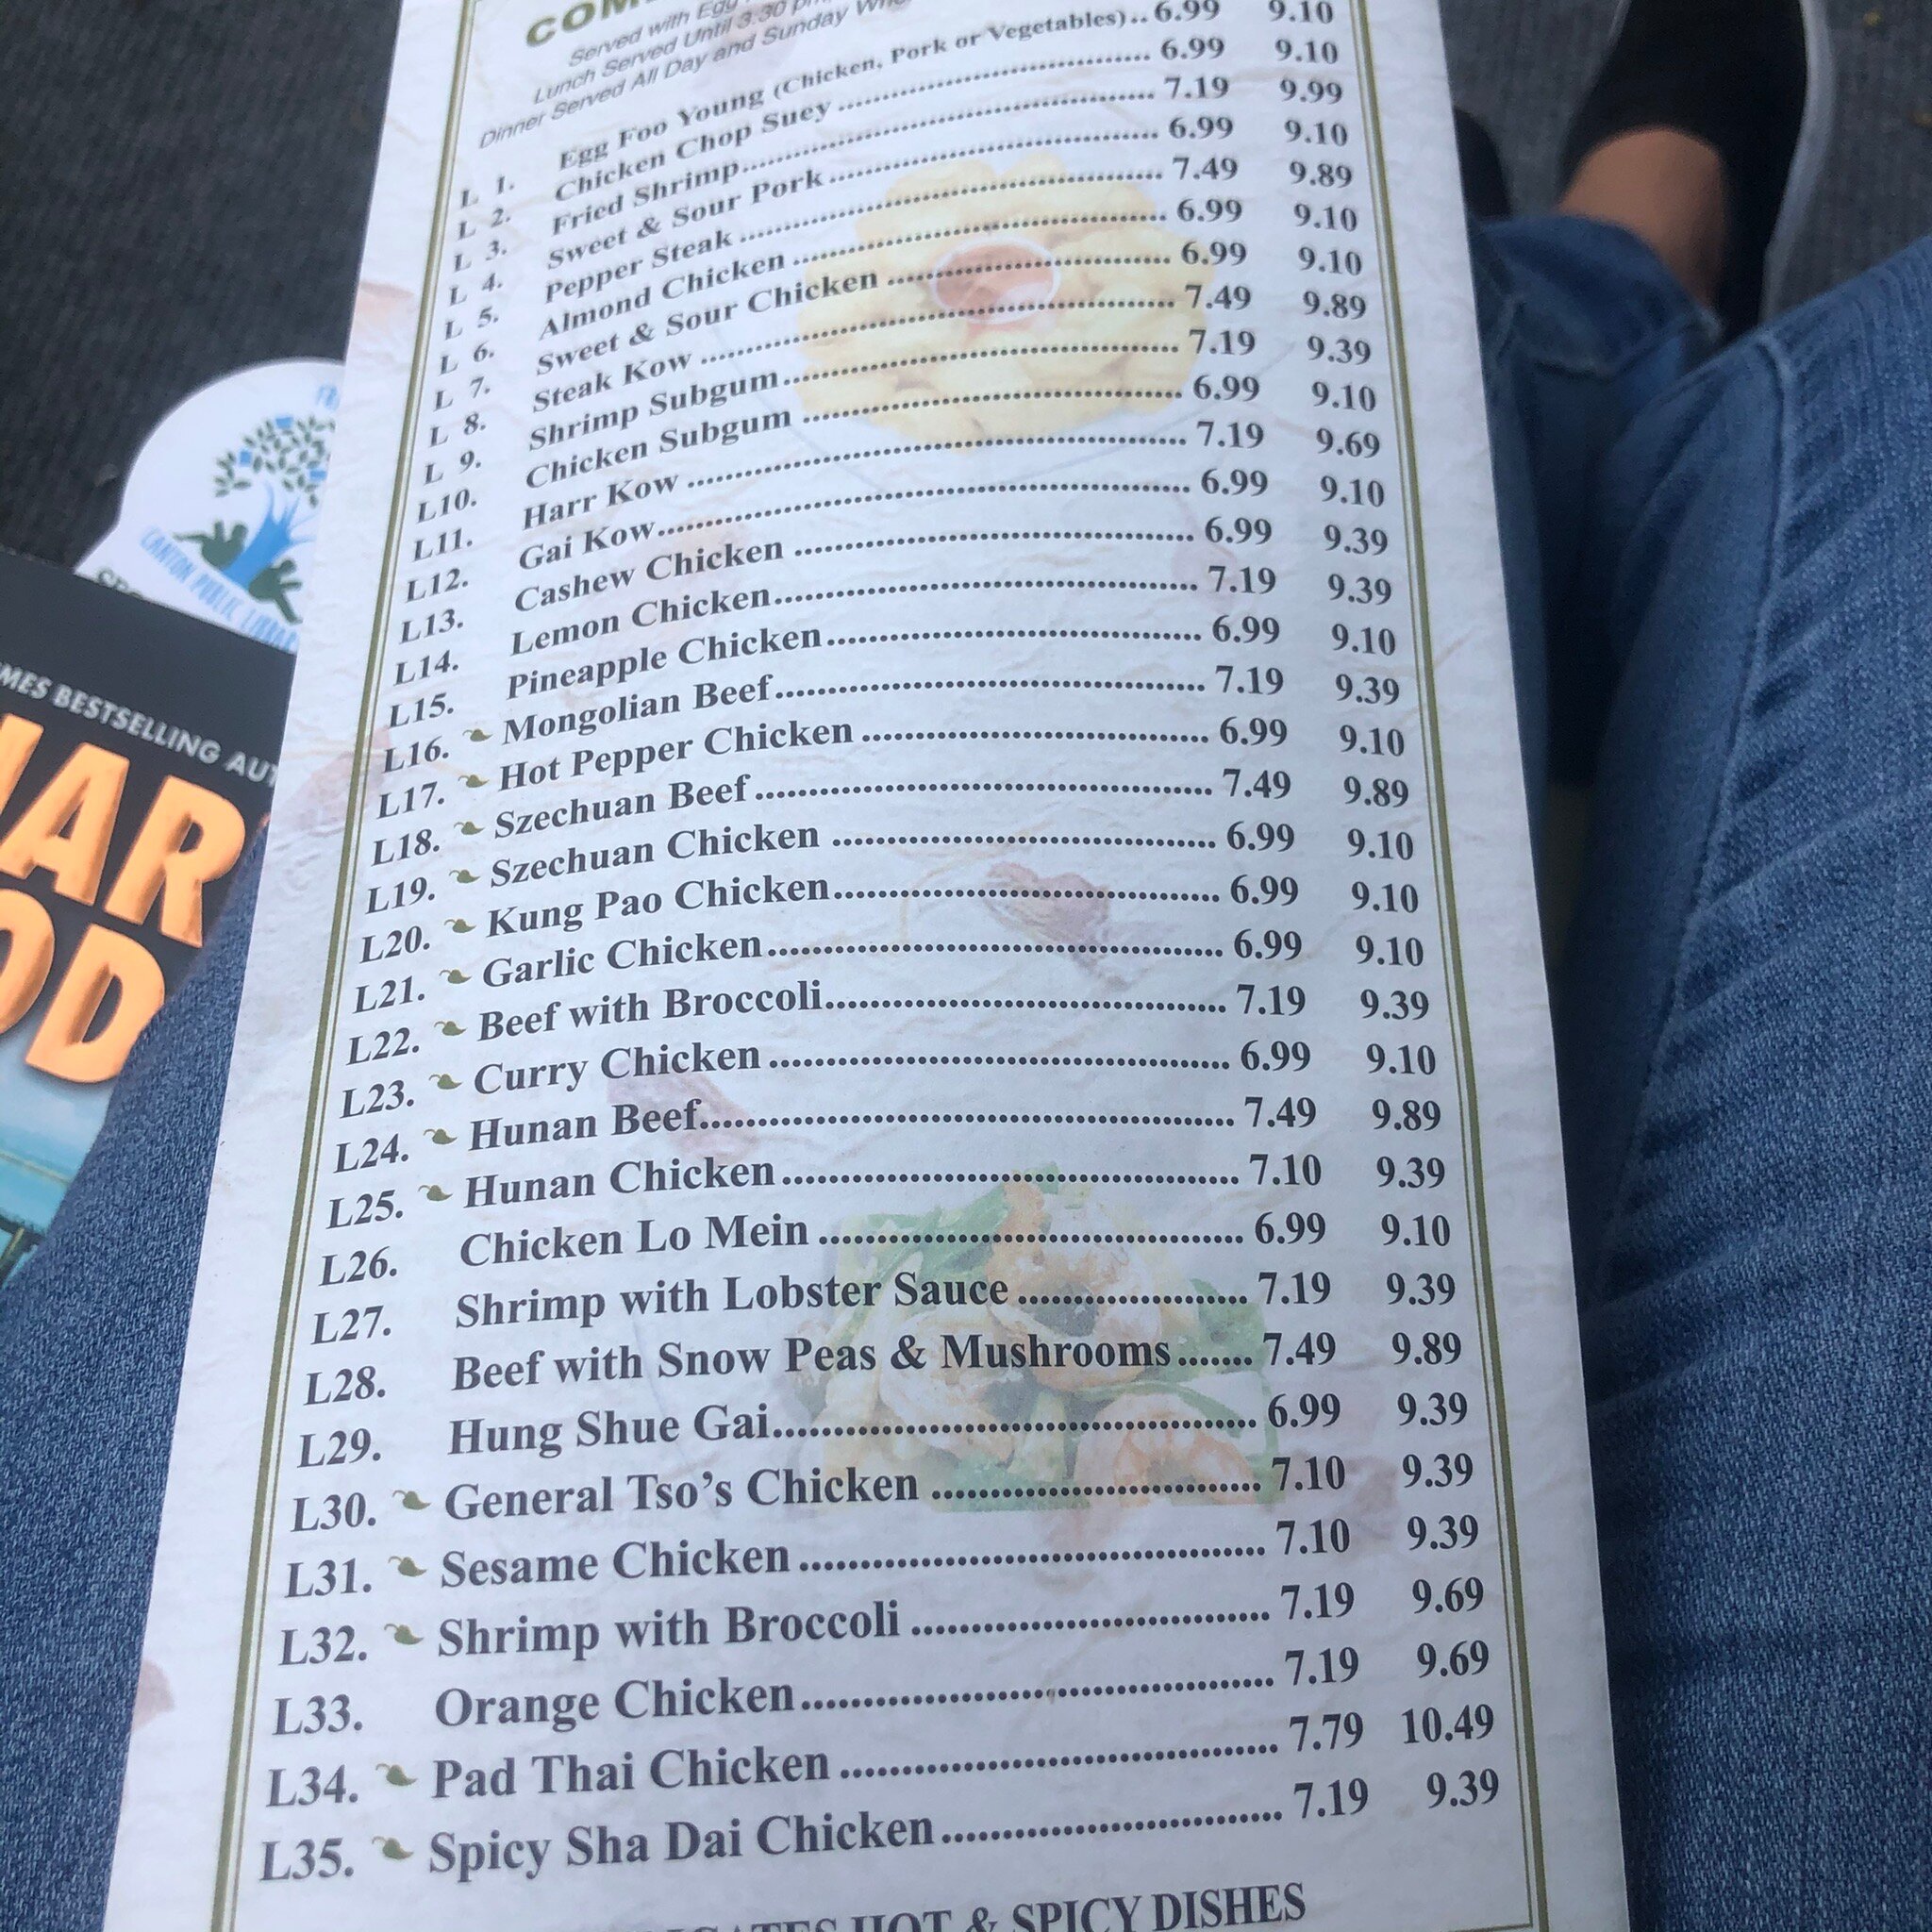 COM
Served with Egg
Lunch Served Until 3:30 pm
Dinner Served All Day and Sunday
L 1. Egg Foo Young (Chicken, Pork or Vegetables).. 6.99 9.10
L 2. Chicken Chop Suey ........ 6.99 9.10
L 3. Fried Shrimp........ 7.19 9.99
L 4. Sweet & Sour Pork ........ 6.99 9.10
L 5. Pepper Steak ........ 7.49 9.89
L 6. Almond Chicken ........ 6.99 9.10
L 7. Sweet & Sour Chicken ........ 6.99 9.10
L 8. Steak Kow ........ 7.49 9.89
L 9. Shrimp Subgum........ 7.19 9.39
L10. Chicken Subgum ........ 6.99 9.10
L11. Harr Kow ........ 7.19 9.69
L12. Gai Kow........ 6.99 9.10
L13. Cashew Chicken ........ 6.99 9.39
L14. Lemon Chicken........ 7.19 9.39
L15. Pineapple Chicken........ 6.99 9.10
L16. Mongolian Beef........ 7.19 9.39
L17. Hot Pepper Chicken ........ 6.99 9.10
L18. Szechuan Beef........ 7.49 9.89
L19. Szechuan Chicken ........ 6.99 9.10
L20. Kung Pao Chicken........ 6.99 9.10
L21. Garlic Chicken........ 6.99 9.10
L22. Beef with Broccoli........ 7.19 9.39
L23. Curry Chicken ........ 6.99 9.10
L24. Hunan Beef........ 7.49 9.89
L25. Hunan Chicken ........ 7.10 9.39
L26. Chicken Lo Mein ........ 6.99 9.10
L27. Shrimp with Lobster Sauce ........ 7.19 9.39
L28. Beef with Snow Peas & Mushrooms....... 7.49 9.89
L29. Hung Shue Gai........ 6.99 9.39
L30. General Tso's Chicken ........ 7.10 9.39
L31. Sesame Chicken ........ 7.10 9.39
L32. Shrimp with Broccoli ........ 7.19 9.69
L33. Orange Chicken........ 7.19 9.69
L34. Pad Thai Chicken ........ 7.79 10.49
L35. Spicy Sha Dai Chicken ........ 7.19 9.39
HOT & SPICY DISHES
CANTON PUBLIC
MES BESTSELLING AU
AR
OD